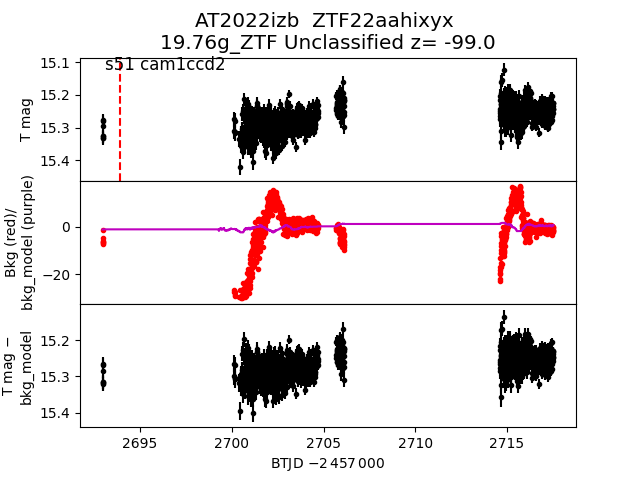 AT2022izb  ZTF22aahixyx
19.76g_ZTF Unclassified z= -99.0
s51 cam1ccd2
15.1
15.2
15.3
15.4
T mag
0
−20
Bkg (red)/
bkg_model (purple)
15.2
15.3
15.4
T mag −
bkg_model
2695
2700
2705
2710
2715
BTJD −2 457 000